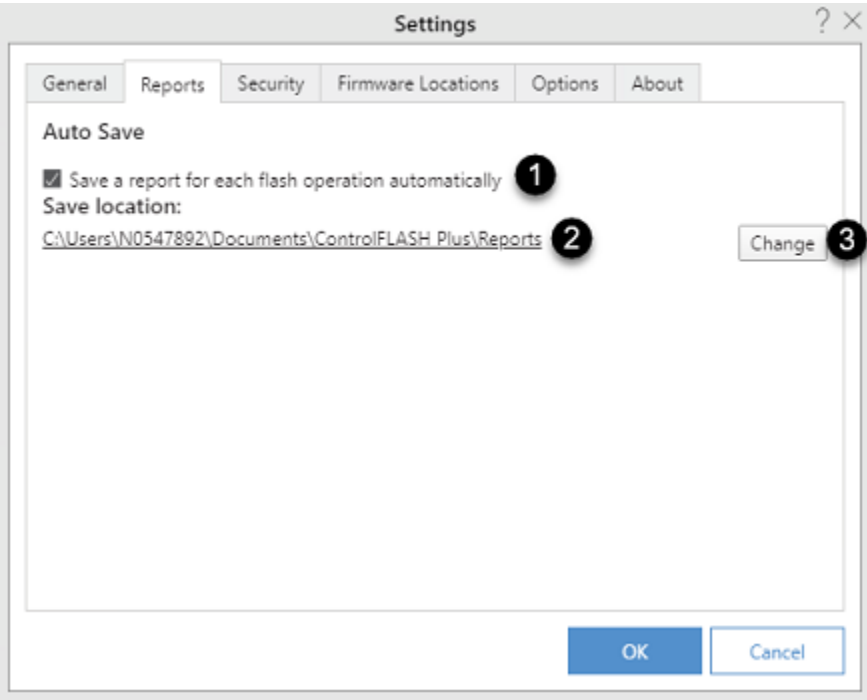 Settings
? ×
General Reports Security Firmware Locations Options About
Auto Save
Save a report for each flash operation automatically 1
Save location:
C:\Users\N0547892\Documents\ControlFLASH Plus\Reports 2
Change 3
OK Cancel